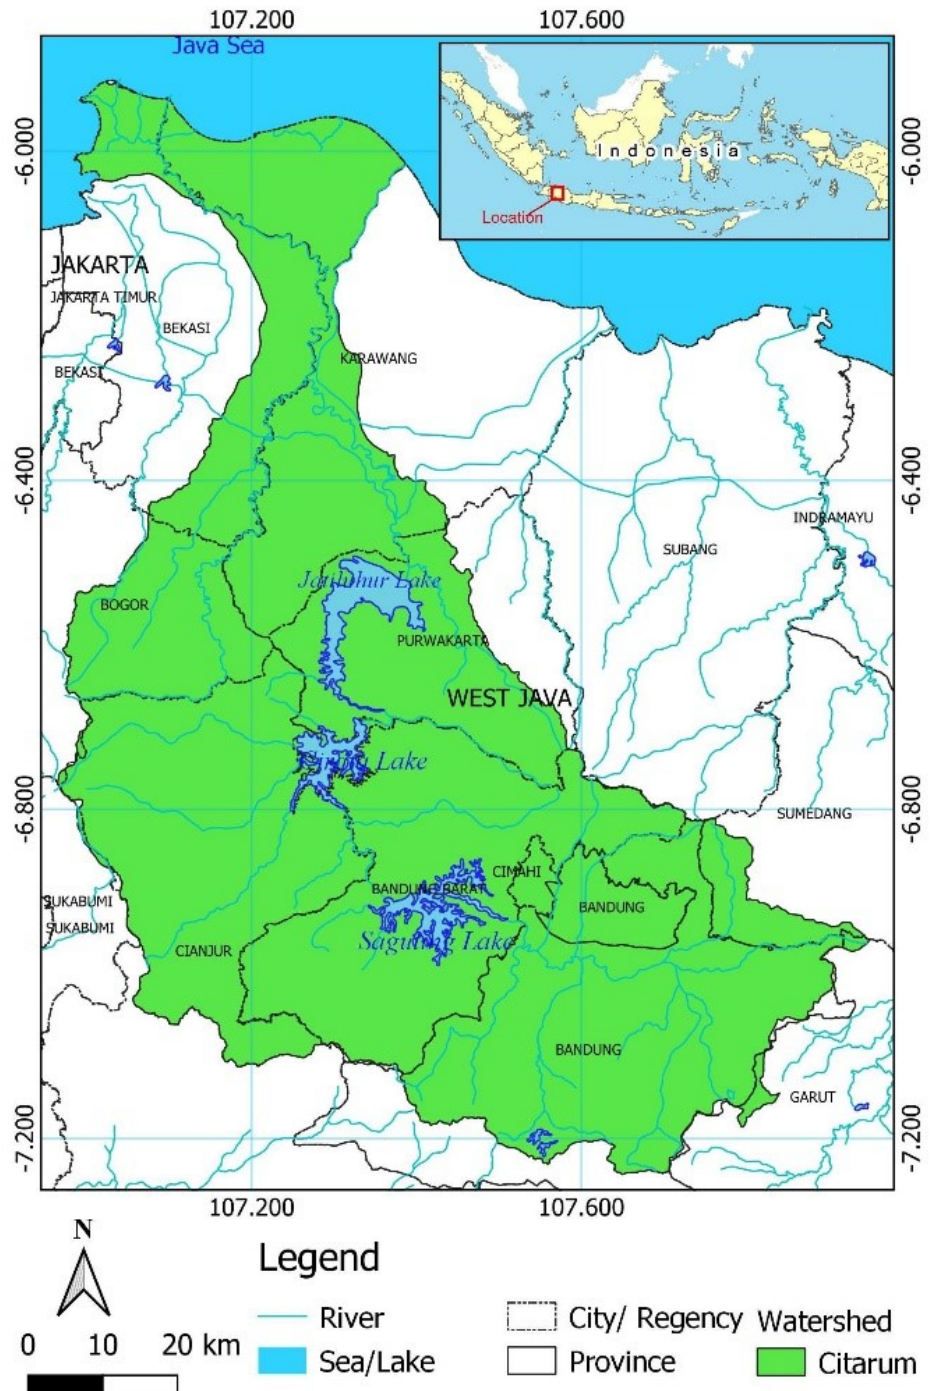 107.200 107.600
Java Sea
Indonesia
Location
-6.000 -6.000
JAKARTA
JAKARTA TIMUR
BEKASI
KARAWANG
BEKASI
-6.400 -6.400
INDRAMAYU
SUBANG
Jatiluhur Lake
BOGOR
PURWAKARTA
WEST JAVA
Cirata Lake
-6.800 -6.800
SUMEDANG
CIMAHI
BANDUNG BARAT
SUKABUMI
BANDUNG
SUKABUMI
Saguling Lake
CIANJUR
BANDUNG
GARUT
-7.200 -7.200
107.200 107.600
N
Legend
River
City/ Regency
Watershed
0 10 20 km
Sea/Lake
Province
Citarum